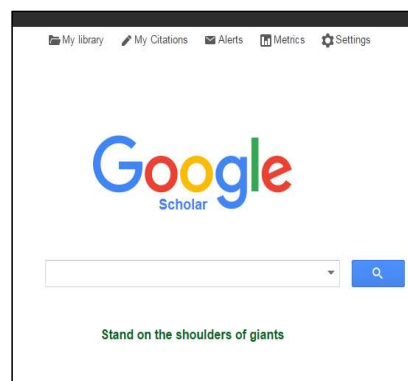 My library My Citations Alerts Metrics Settings
Google
Scholar
Stand on the shoulders of giants